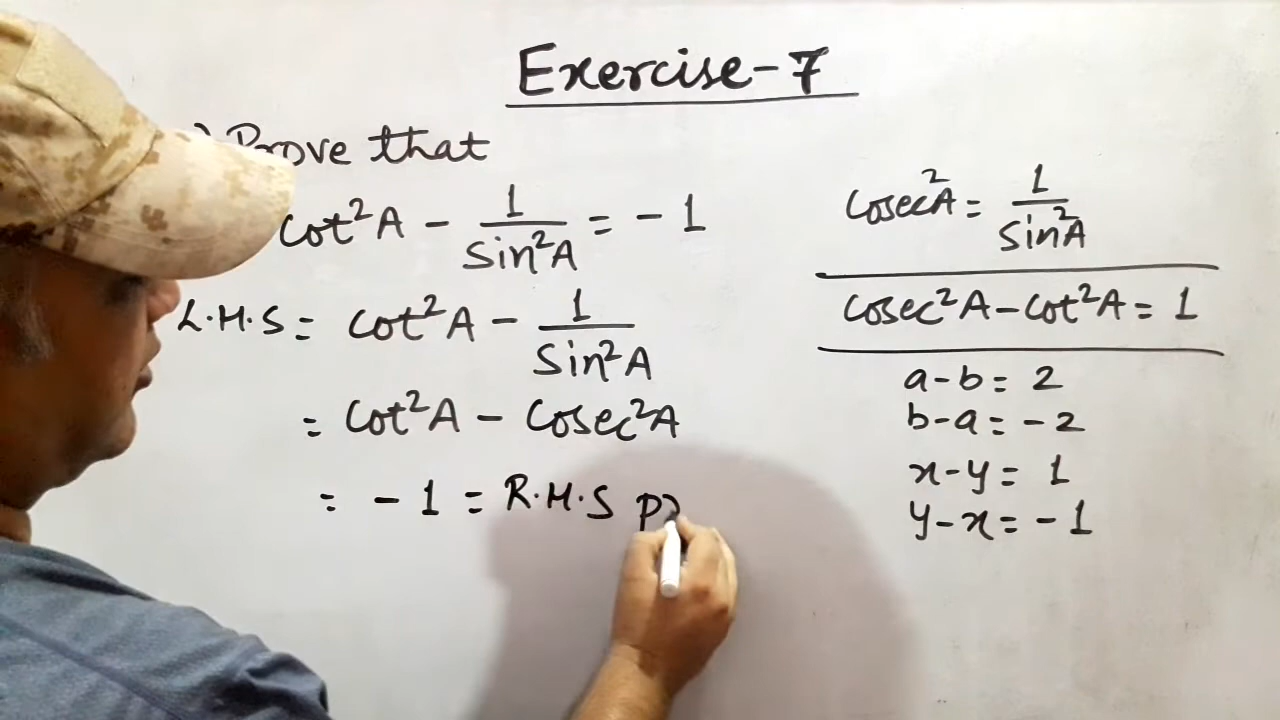 Exercise-7
Prove that
cot²A - 1/Sin²A = -1
L.H.S = cot²A - 1/Sin²A
= Cot²A - Cosec²A
= -1 = R.H.S
Cosec²A = 1/Sin²A
Cosec²A - Cot²A = 1
a-b = 2
b-a = -2
x-y = 1
y-x = -1